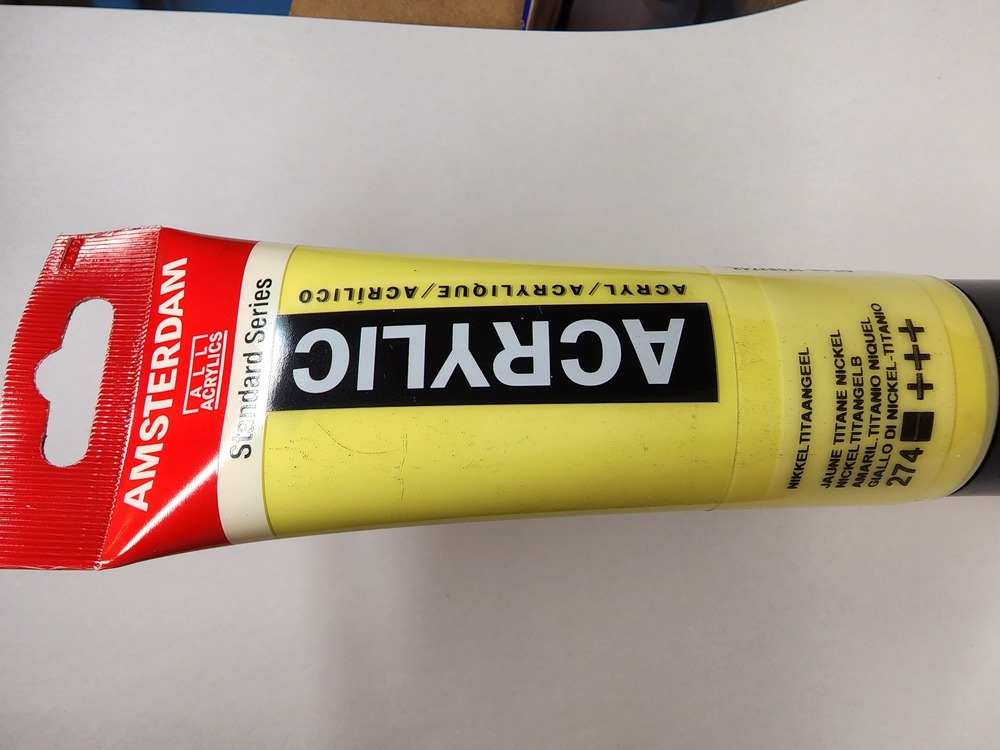 AMSTERDAM
ALL
ACRYLICS
Standard Series
ACRYLIC
ACRYL/ACRYLIQUE/ACRÍLICO
NIKKELTITAANGEEL
JAUNE TITANE NICKEL
NICKELTITANGELB
AMARIL.TITANIO NIQUEL
GIALLO DI NICKEL-TITANIO
274 +++